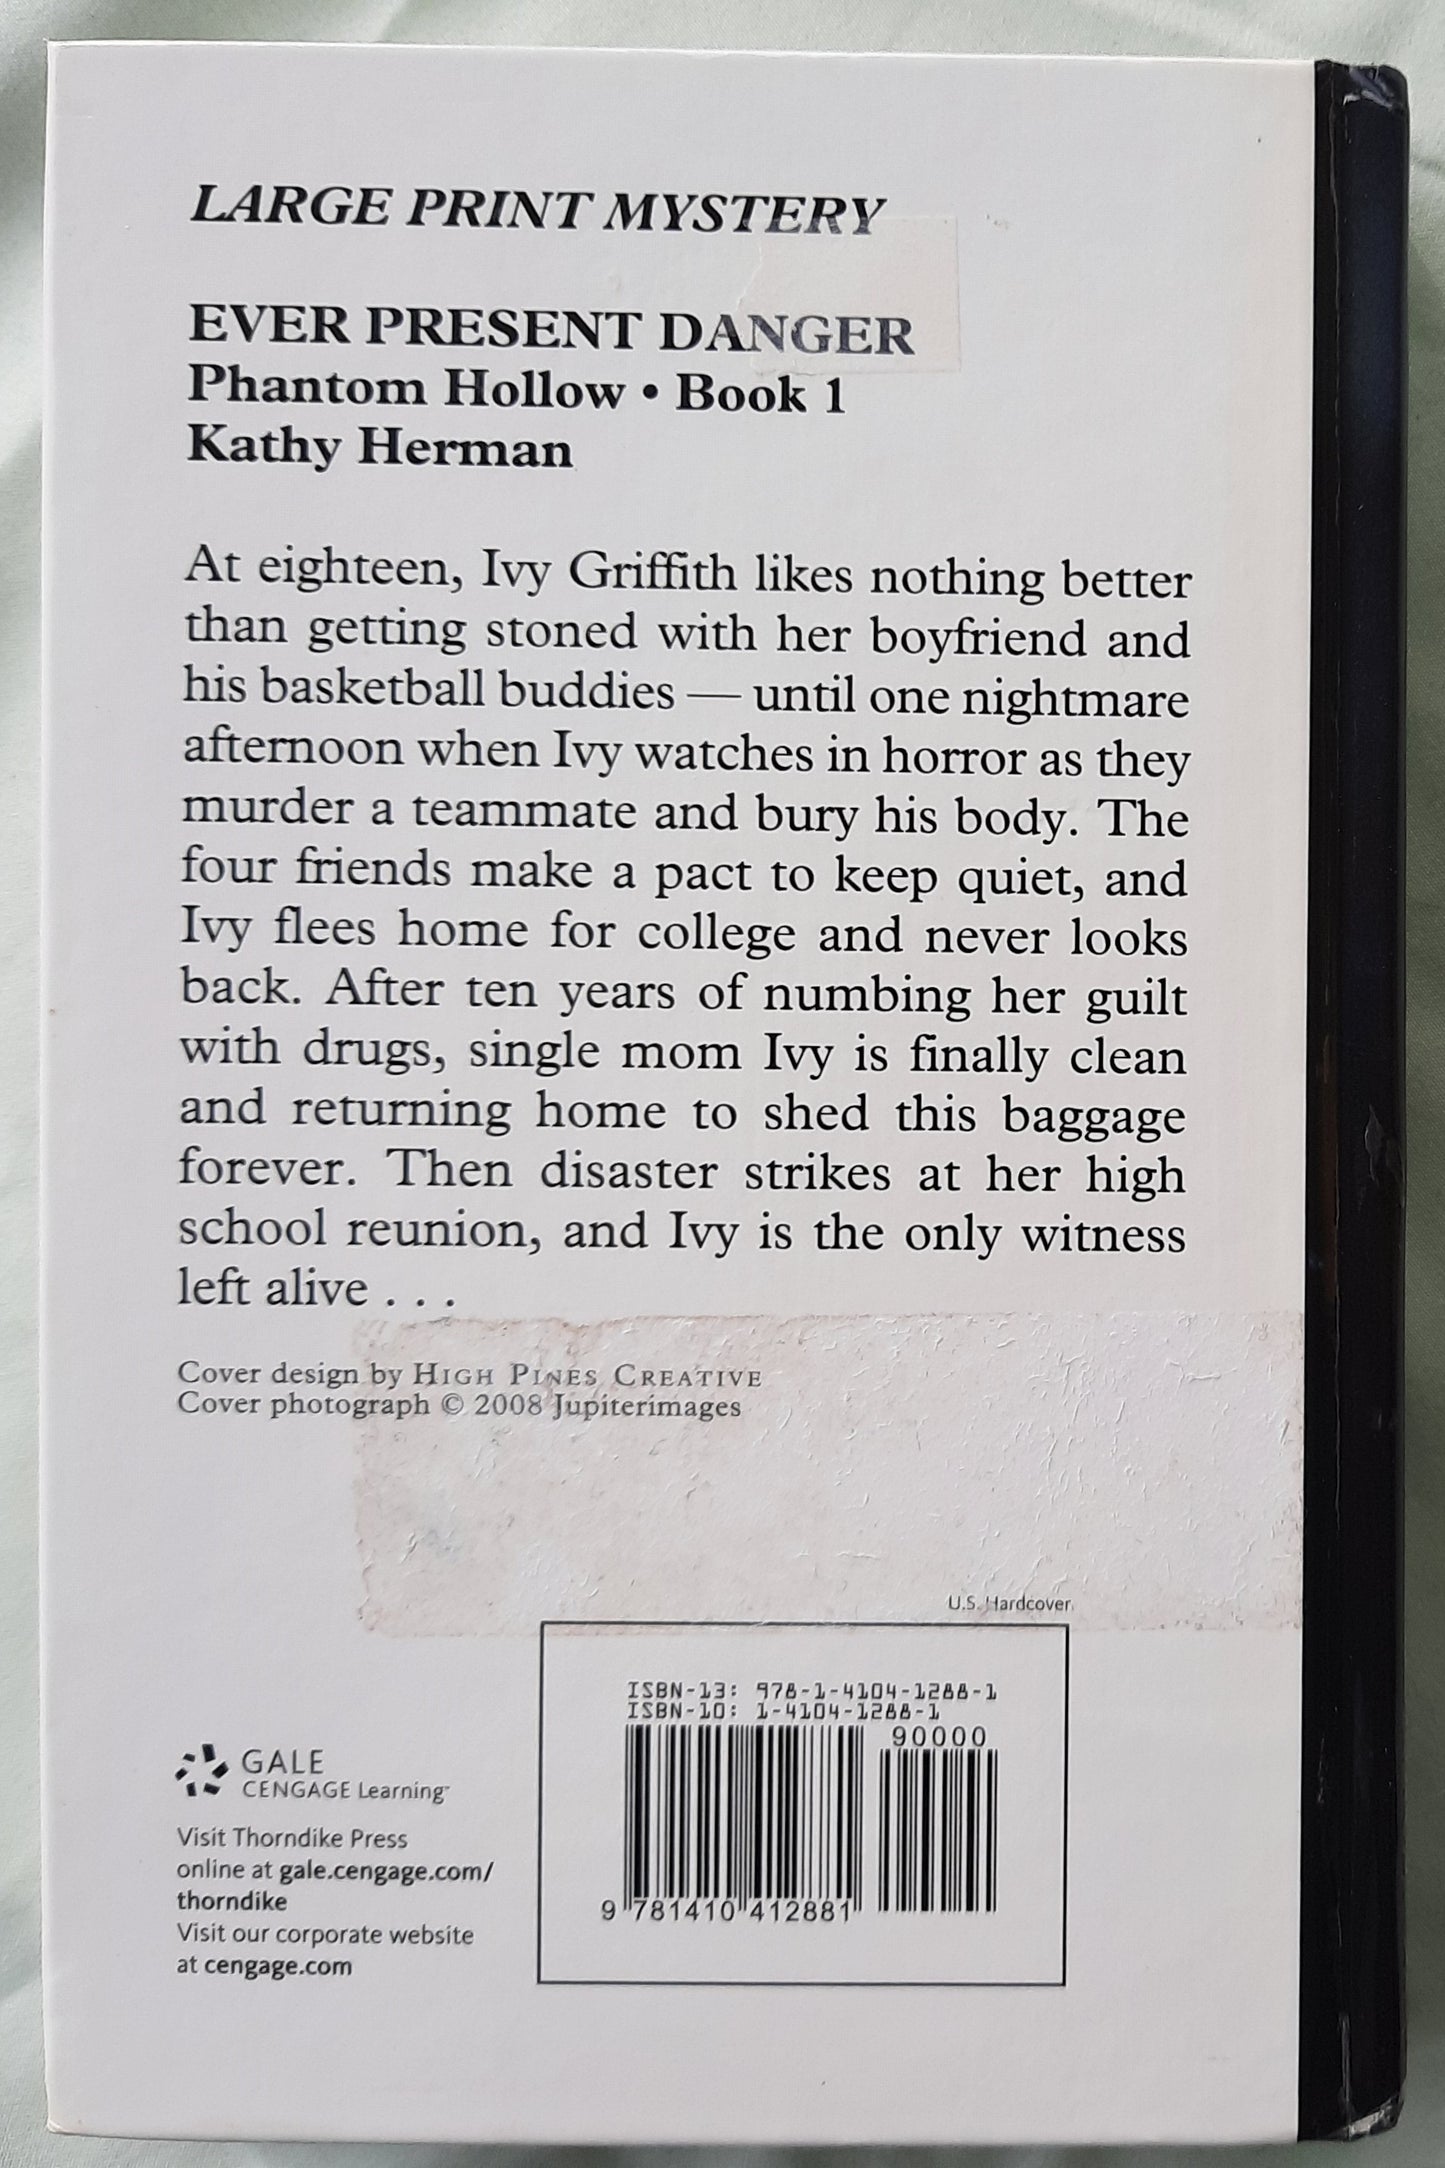 LARGE PRINT MYSTERY
EVER PRESENT DANGER
Phantom Hollow • Book 1
Kathy Herman
At eighteen, Ivy Griffith likes nothing better
than getting stoned with her boyfriend and
his basketball buddies — until one nightmare
afternoon when Ivy watches in horror as they
murder a teammate and bury his body. The
four friends make a pact to keep quiet, and
Ivy flees home for college and never looks
back. After ten years of numbing her guilt
with drugs, single mom Ivy is finally clean
and returning home to shed this baggage
forever. Then disaster strikes at her high
school reunion, and Ivy is the only witness
left alive . . .
Cover design by HIGH PINES CREATIVE
Cover photograph © 2008 Jupiterimages
U.S. Hardcover
ISBN-13: 978-1-4104-1288-1
ISBN-10: 1-4104-1288-1
90000
9 781410 412881
GALE
CENGAGE Learning™
Visit Thorndike Press
online at gale.cengage.com/
thorndike
Visit our corporate website
at cengage.com